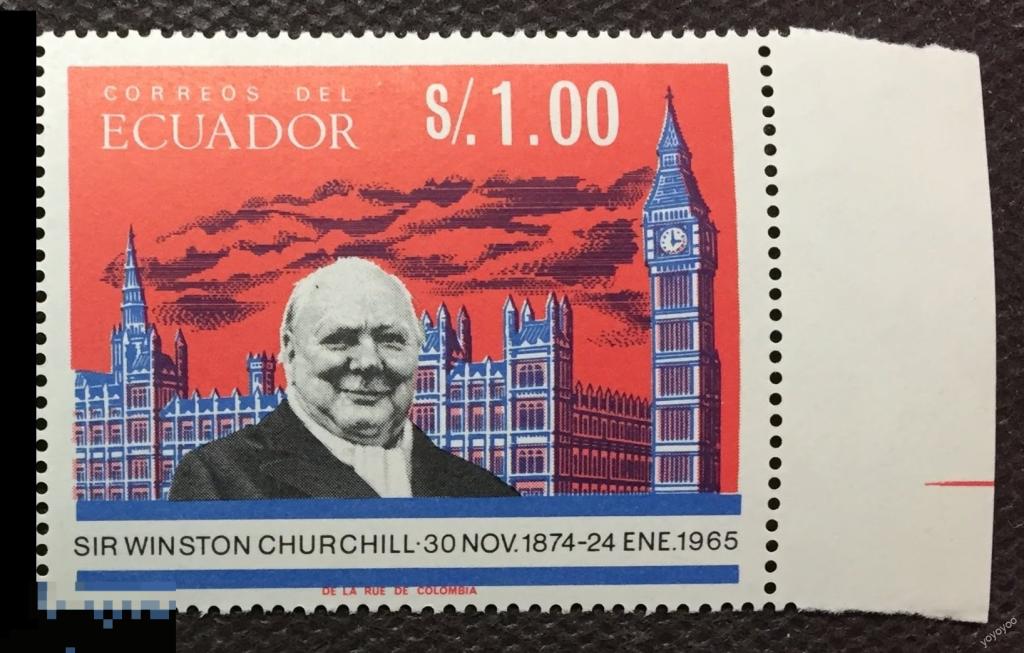 CORREOS DEL
ECUADOR
S/.1.00
SIR WINSTON CHURCHILL·30 NOV.1874-24 ENE.1965
DE LA RUE DE COLOMBIA
yoyoyoo